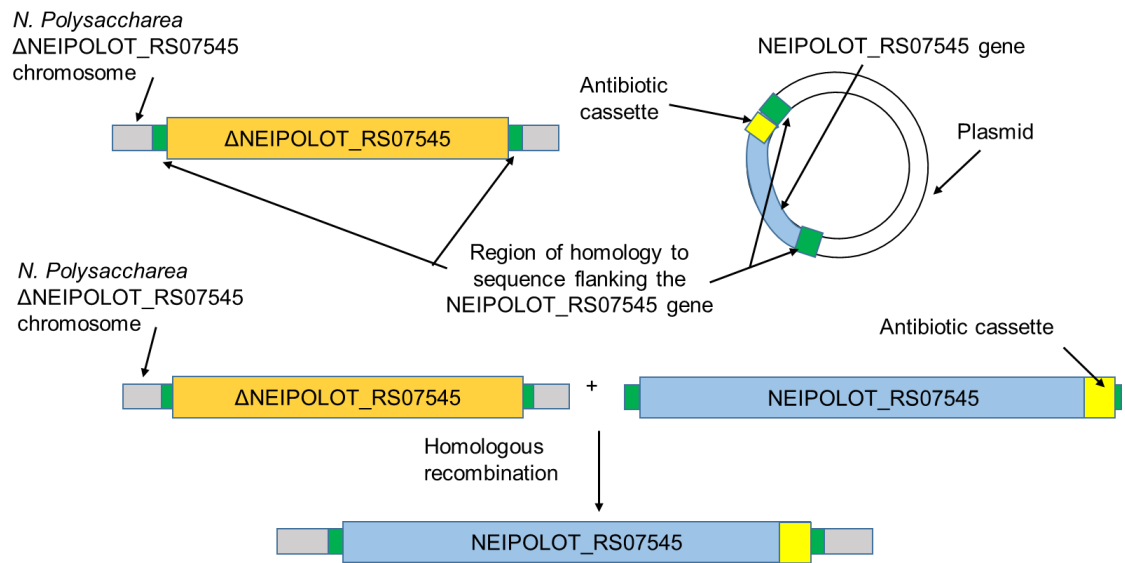 N. Polysaccharea
ΔNEIPOLOT_RS07545
chromosome
ΔNEIPOLOT_RS07545
NEIPOLOT_RS07545 gene
Antibiotic
cassette
Plasmid
Region of homology to
sequence flanking the
NEIPOLOT_RS07545 gene
N. Polysaccharea
ΔNEIPOLOT_RS07545
chromosome
Antibiotic cassette
ΔNEIPOLOT_RS07545
+
NEIPOLOT_RS07545
Homologous
recombination
NEIPOLOT_RS07545